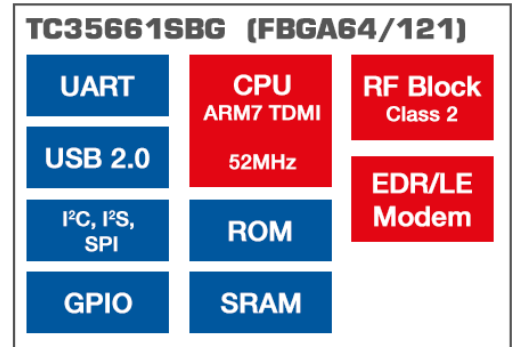 TC35661SBG (FBGA64/121)
UART
CPU
ARM7 TDMI
52MHz
RF Block
Class 2
USB 2.0
EDR/LE
Modem
I²C, I²S,
SPI
ROM
GPIO
SRAM